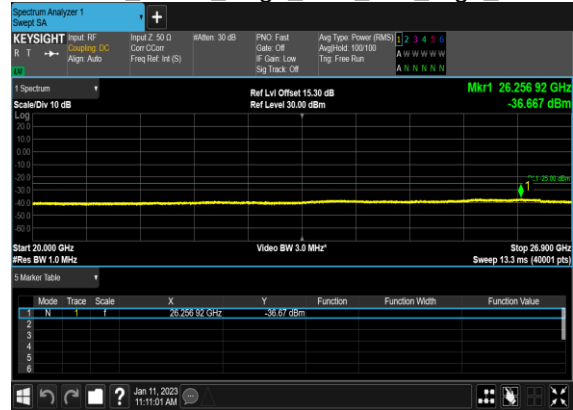 Spectrum Analyzer 1
Swept SA
KEYSIGHT
R T
LW
Input: RF
Coupling: DC
Align: Auto
Input Z: 50 Ω
Corr CCorr
Freq Ref: Int (S)
#Atten: 30 dB
PNO: Fast
Gate: Off
IF Gain: Low
Sig Track: Off
Avg Type: Power (RMS)
Avg|Hold: 100/100
Trig: Free Run
1 2 3 4 5 6
A W W W W W
A N N N N N
1 Spectrum
Scale/Div 10 dB
Log
Ref Lvl Offset 15.30 dB
Ref Level 30.00 dBm
Mkr1 26.256 92 GHz
-36.667 dBm
20.0
10.0
0.00
-10.0
-20.0
-30.0
-40.0
-50.0
-60.0
DL1 -25.00 dBm
1
Start 20.000 GHz
#Res BW 1.0 MHz
Video BW 3.0 MHz*
Stop 26.900 GHz
Sweep 13.3 ms (40001 pts)
5 Marker Table
Mode Trace Scale X Y Function Function Width Function Value
1 N 1 f 26.256 92 GHz -36.67 dBm
2
3
4
5
6
? Jan 11, 2023
11:11:01 AM